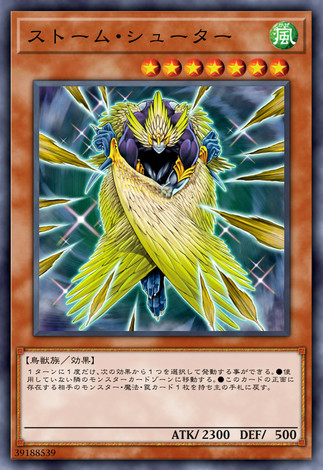 ストーム・シューター
風
【鳥獣族／効果】
１ターンに１度だけ、次の効果から１つを選択して発動する事ができる。●使
用していない隣のモンスターカードゾーンに移動する。●このカードの正面に
存在する相手のモンスター・魔法・罠カード１枚を持ち主の手札に戻す。
ATK/ 2300 DEF/ 500
39188539